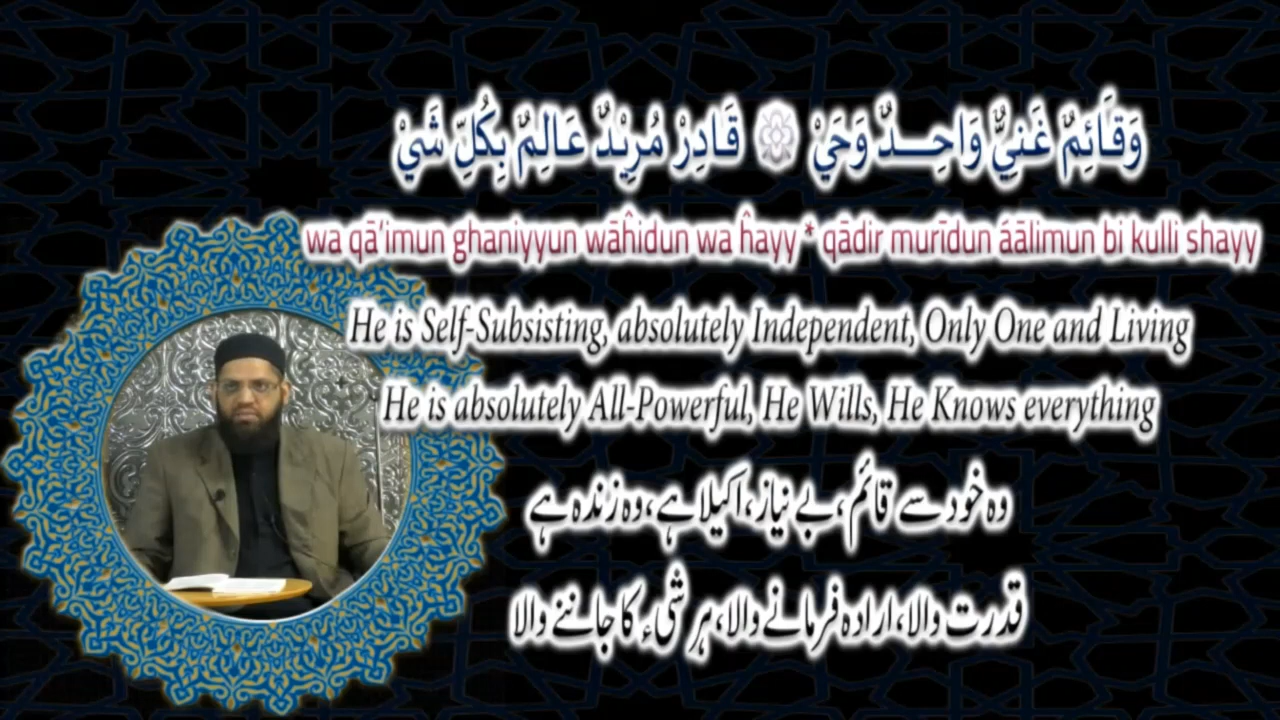 وَقَائِمٌ غَنِيٌّ وَاحِـــدٌ وَحَيْ ۞ قَادِرْ مُرِيْدٌ عَالِمٌ بِكُلِّ شَيْ
wa qā'imun ghaniyyun wāĥidun wa ĥayy * qādir murīdun áālimun bi kulli shayy
He is Self-Subsisting, absolutely Independent, Only One and Living
He is absolutely All-Powerful, He Wills, He Knows everything
وہ خود سے قائم، بے نیاز، اکیلا ہے، وہ زندہ ہے
قدرت والا، ارادہ فرمانے والا، ہر شیٔ کا جاننے والا